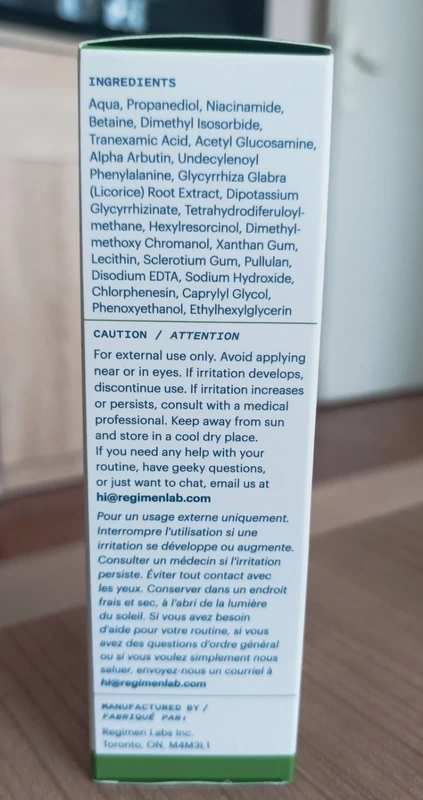 INGREDIENTS
Aqua, Propanediol, Niacinamide,
Betaine, Dimethyl Isosorbide,
Tranexamic Acid, Acetyl Glucosamine,
Alpha Arbutin, Undecylenoyl
Phenylalanine, Glycyrrhiza Glabra
(Licorice) Root Extract, Dipotassium
Glycyrrhizinate, Tetrahydrodiferuloyl-
methane, Hexylresorcinol, Dimethyl-
methoxy Chromanol, Xanthan Gum,
Lecithin, Sclerotium Gum, Pullulan,
Disodium EDTA, Sodium Hydroxide,
Chlorphenesin, Caprylyl Glycol,
Phenoxyethanol, Ethylhexylglycerin
CAUTION / ATTENTION
For external use only. Avoid applying
near or in eyes. If irritation develops,
discontinue use. If irritation increases
or persists, consult with a medical
professional. Keep away from sun
and store in a cool dry place.
If you need any help with your
routine, have geeky questions,
or just want to chat, email us at
hi@regimenlab.com
Pour un usage externe uniquement.
Interrompre l'utilisation si une
irritation se développe ou augmente.
Consulter un médecin si l'irritation
persiste. Éviter tout contact avec
les yeux. Conserver dans un endroit
frais et sec, à l'abri de la lumière
du soleil. Si vous avez besoin
d'aide pour votre routine, si vous
avez des questions d'ordre général
ou si vous voulez simplement nous
saluer, envoyez-nous un courriel à
hi@regimenlab.com
MANUFACTURED BY /
FABRIQUÉ PAR:
Regimen Labs Inc.
Toronto, ON, M4M3L1